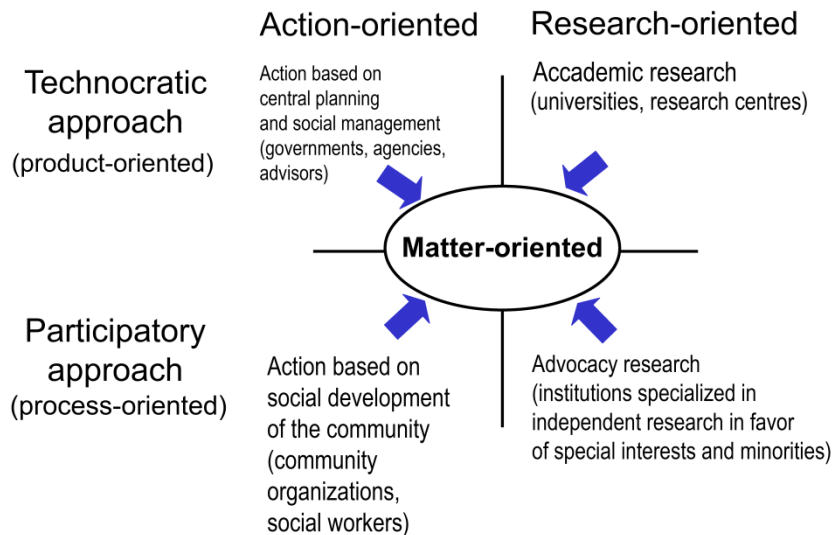 Action-oriented
Research-oriented
Technocratic
approach
(product-oriented)
Action based on
central planning
and social management
(governments, agencies,
advisors)
Accademic research
(universities, research centres)
Matter-oriented
Participatory
approach
(process-oriented)
Action based on
social development
of the community
(community
organizations,
social workers)
Advocacy research
(institutions specialized in
independent research in favor
of special interests and minorities)